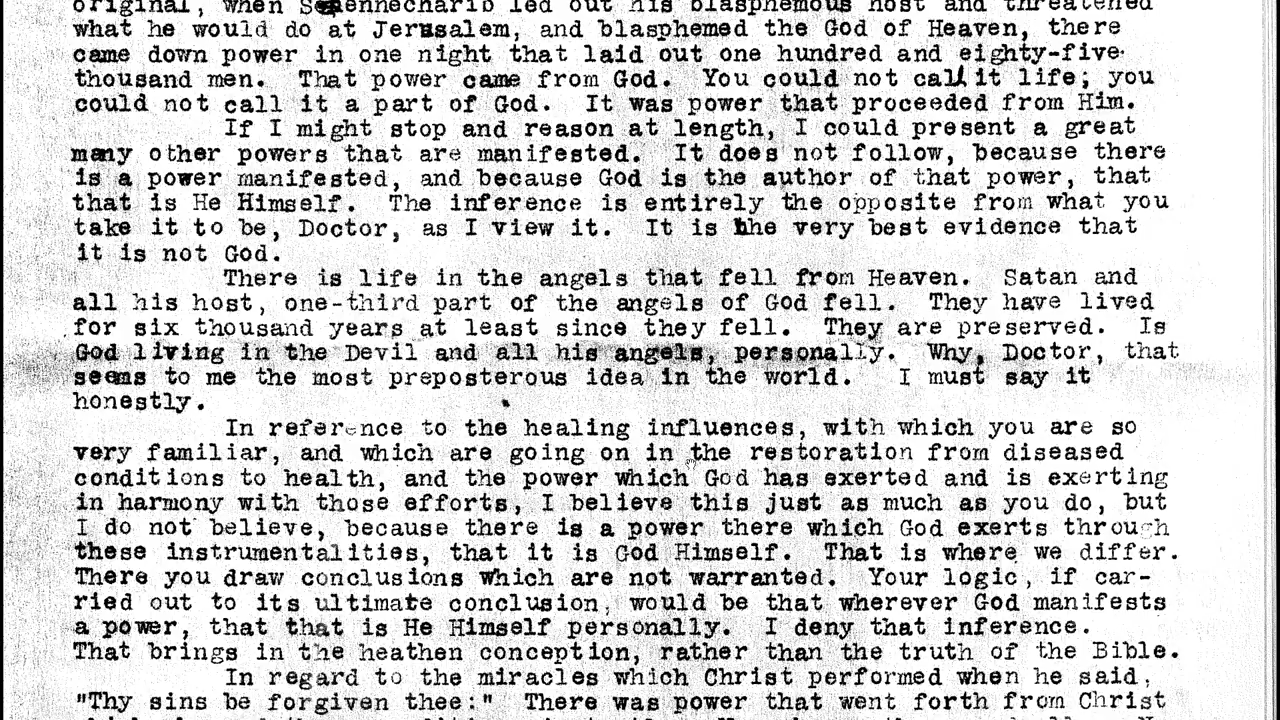 original, when Sennecharib led out his blasphemous host and threatened
what he would do at Jerusalem, and blasphemed the God of Heaven, there
came down power in one night that laid out one hundred and eighty-five
thousand men. That power came from God. You could not call it life; you
could not call it a part of God. It was power that proceeded from Him.
If I might stop and reason at length, I could present a great
many other powers that are manifested. It does not follow, because there
is a power manifested, and because God is the author of that power, that
that is He Himself. The inference is entirely the opposite from what you
take it to be, Doctor, as I view it. It is the very best evidence that
it is not God.
There is life in the angels that fell from Heaven. Satan and
all his host, one-third part of the angels of God fell. They have lived
for six thousand years at least since they fell. They are preserved. Is
God living in the Devil and all his angels, personally. Why, Doctor, that
seems to me the most preposterous idea in the world. I must say it
honestly.
In reference to the healing influences, with which you are so
very familiar, and which are going on in the restoration from diseased
conditions to health, and the power which God has exerted and is exerting
in harmony with those efforts, I believe this just as much as you do, but
I do not believe, because there is a power there which God exerts through
these instrumentalities, that it is God Himself. That is where we differ.
There you draw conclusions which are not warranted. Your logic, if car-
ried out to its ultimate conclusion, would be that wherever God manifests
a power, that that is He Himself personally. I deny that inference.
That brings in the heathen conception, rather than the truth of the Bible.
In regard to the miracles which Christ performed when he said,
"Thy sins be forgiven thee:" There was power that went forth from Christ